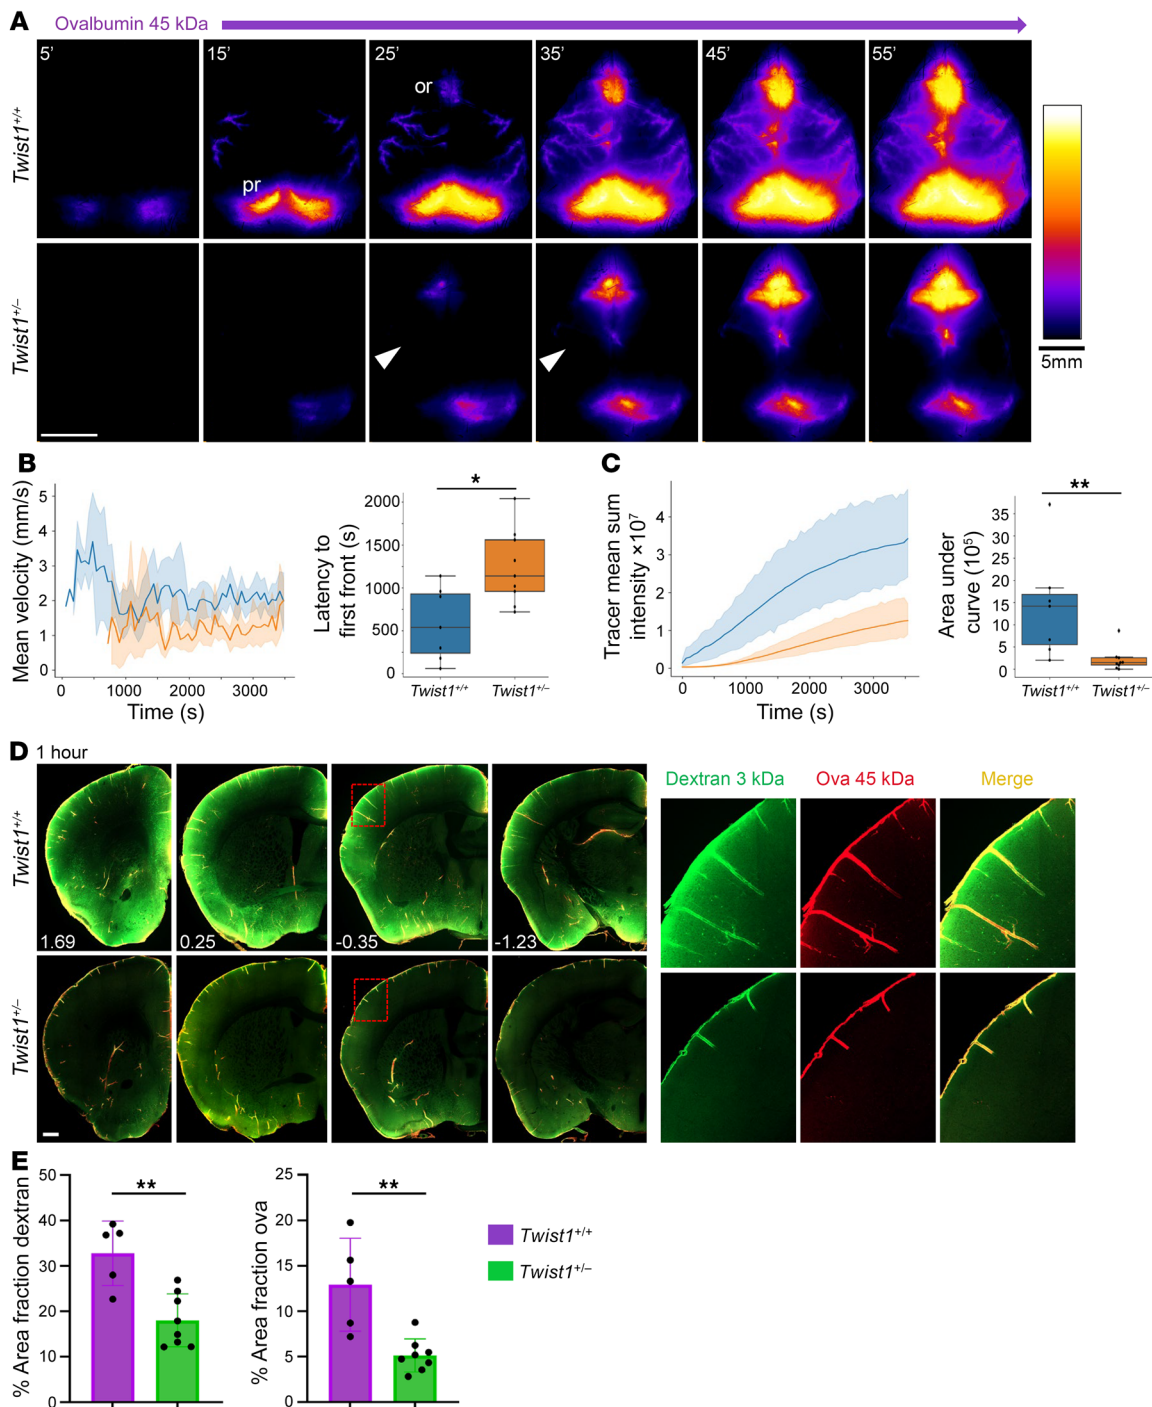 A
Ovalbumin 45 kDa
5’ 15’ 25’ 35’ 45’ 55’
or
pr
Twist1+/+
Twist1+/–
5mm
B
Mean velocity (mm/s)
5
4
3
2
1
0
0 1000 2000 3000
Time (s)
Latency to
first front (s)
*
2000
1500
1000
500
0
Twist1+/+ Twist1+/–
C
Tracer mean sum
intensity ×10⁷
4
3
2
1
0
0 1000 2000 3000
Time (s)
Area under
curve (10⁵)
**
35
30
25
20
15
10
5
0
Twist1+/+ Twist1+/–
D
1 hour
Twist1+/+
1.69 0.25 -0.35 -1.23
Twist1+/–
Dextran 3 kDa Ova 45 kDa Merge
E
% Area fraction dextran
**
50
40
30
20
10
0
% Area fraction ova
**
25
20
15
10
5
0
Twist1+/+
Twist1+/–